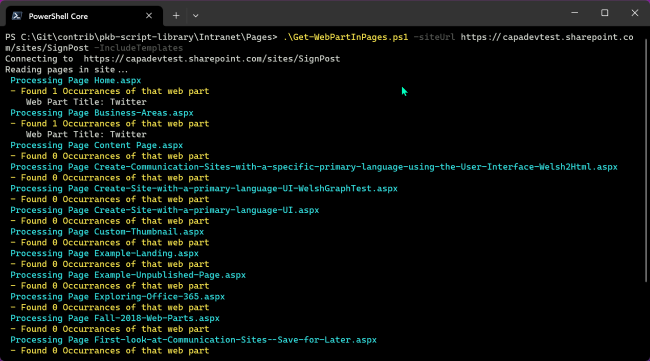 PowerShell Core
PS C:\Git\contrib\pkb-script-library\Intranet\Pages> .\Get-WebPartInPages.ps1 -siteUrl https://capadevtest.sharepoint.co
m/sites/SignPost -IncludeTemplates
Connecting to  https://capadevtest.sharepoint.com/sites/SignPost
Reading pages in site...
Processing Page Home.aspx
- Found 1 Occurrances of that web part
Web Part Title: Twitter
Processing Page Business-Areas.aspx
- Found 1 Occurrances of that web part
Web Part Title: Twitter
Processing Page Content Page.aspx
- Found 0 Occurrances of that web part
Processing Page Create-Communication-Sites-with-a-specific-primary-language-using-the-User-Interface-Welsh2Html.aspx
- Found 0 Occurrances of that web part
Processing Page Create-Site-with-a-primary-language-UI-WelshGraphTest.aspx
- Found 0 Occurrances of that web part
Processing Page Create-Site-with-a-primary-language-UI.aspx
- Found 0 Occurrances of that web part
Processing Page Custom-Thumbnail.aspx
- Found 0 Occurrances of that web part
Processing Page Example-Landing.aspx
- Found 0 Occurrances of that web part
Processing Page Example-Unpublished-Page.aspx
- Found 0 Occurrances of that web part
Processing Page Exploring-Office-365.aspx
- Found 0 Occurrances of that web part
Processing Page Fall-2018-Web-Parts.aspx
- Found 0 Occurrances of that web part
Processing Page First-look-at-Communication-Sites--Save-for-Later.aspx
- Found 0 Occurrances of that web part